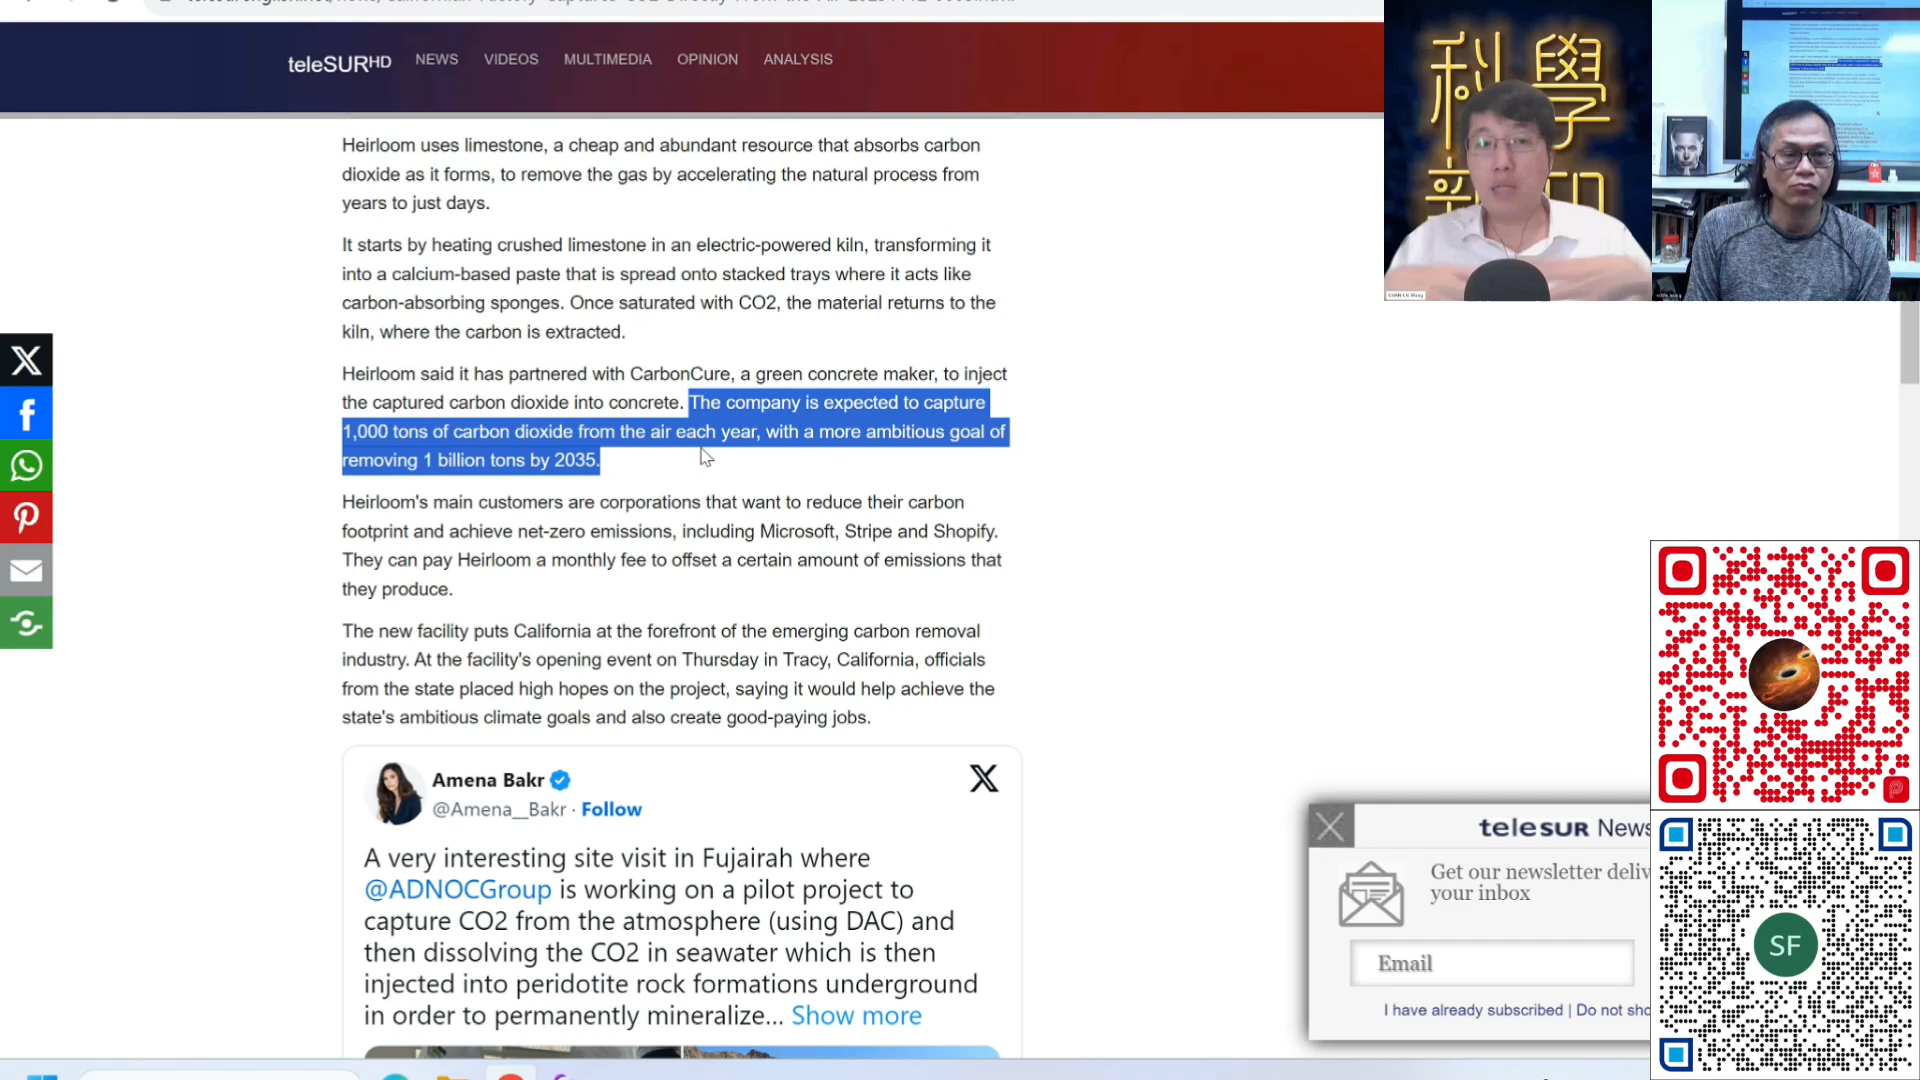 teleSURHD
NEWS
VIDEOS
MULTIMEDIA
OPINION
ANALYSIS
Heirloom uses limestone, a cheap and abundant resource that absorbs carbon
dioxide as it forms, to remove the gas by accelerating the natural process from
years to just days.
It starts by heating crushed limestone in an electric-powered kiln, transforming it
into a calcium-based paste that is spread onto stacked trays where it acts like
carbon-absorbing sponges. Once saturated with CO2, the material returns to the
kiln, where the carbon is extracted.
Heirloom said it has partnered with CarbonCure, a green concrete maker, to inject
the captured carbon dioxide into concrete. The company is expected to capture
1,000 tons of carbon dioxide from the air each year, with a more ambitious goal of
removing 1 billion tons by 2035.
Heirloom's main customers are corporations that want to reduce their carbon
footprint and achieve net-zero emissions, including Microsoft, Stripe and Shopify.
They can pay Heirloom a monthly fee to offset a certain amount of emissions that
they produce.
The new facility puts California at the forefront of the emerging carbon removal
industry. At the facility's opening event on Thursday in Tracy, California, officials
from the state placed high hopes on the project, saying it would help achieve the
state's ambitious climate goals and also create good-paying jobs.
Amena Bakr
@Amena__Bakr · Follow
A very interesting site visit in Fujairah where
@ADNOCGroup is working on a pilot project to
capture CO2 from the atmosphere (using DAC) and
then dissolving the CO2 in seawater which is then
injected into peridotite rock formations underground
in order to permanently mineralize... Show more
科學
新
telesur News
Get our newsletter deliv
your inbox
Email
I have already subscribed | Do not sho
SF